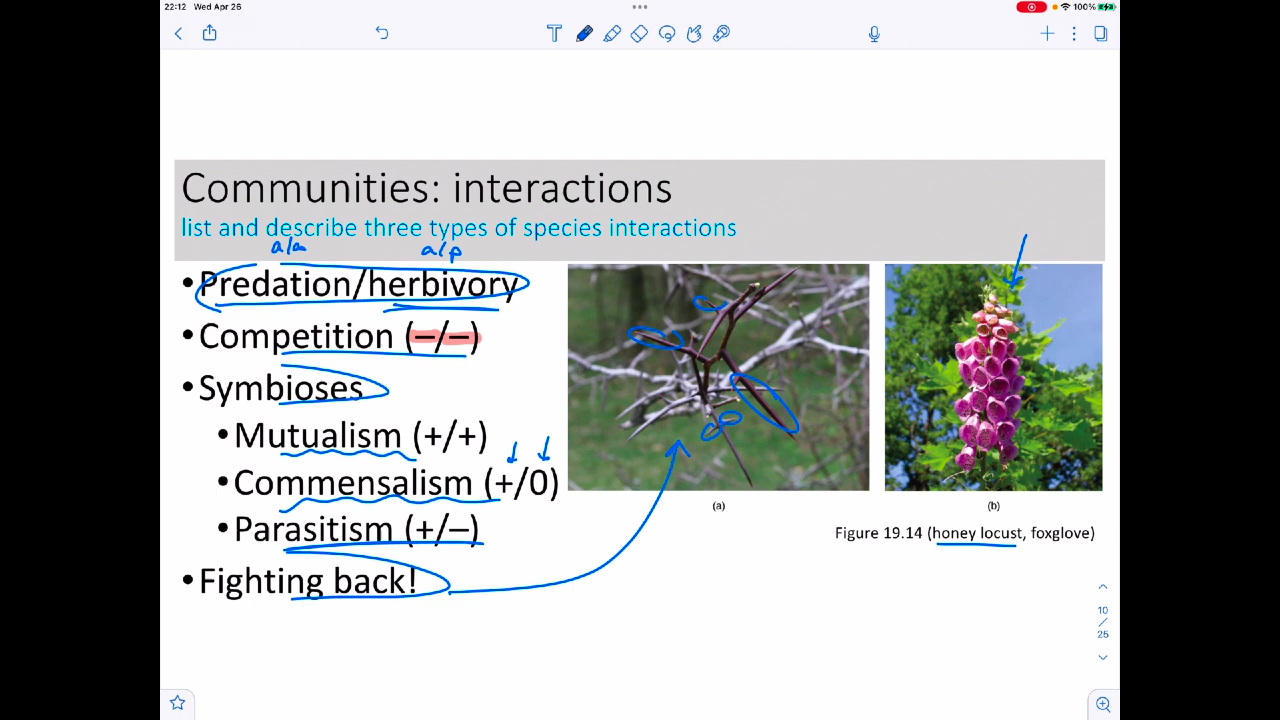 22:12 Wed Apr 26
100%
T
Communities: interactions
list and describe three types of species interactions
a/a a/p
•Predation/herbivory
•Competition (–/–)
•Symbioses
•Mutualism (+/+)
•Commensalism (+/0)
•Parasitism (+/–)
•Fighting back!
(a)
(b)
Figure 19.14 (honey locust, foxglove)
10
/
25